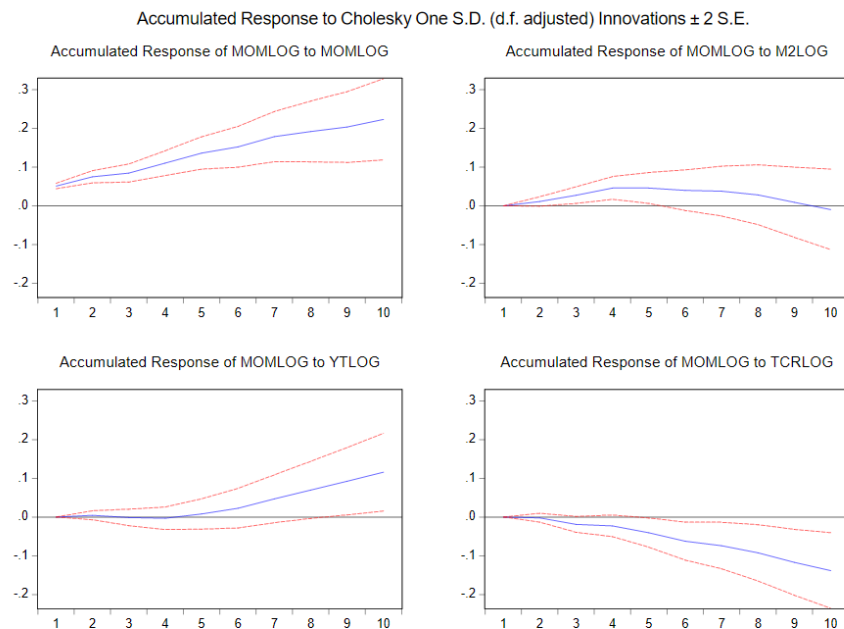 Accumulated Response to Cholesky One S.D. (d.f. adjusted) Innovations ± 2 S.E.
Accumulated Response of MOMLOG to MOMLOG
.3
.2
.1
.0
-.1
-.2
1 2 3 4 5 6 7 8 9 10
Accumulated Response of MOMLOG to M2LOG
.3
.2
.1
.0
-.1
-.2
1 2 3 4 5 6 7 8 9 10
Accumulated Response of MOMLOG to YTLOG
.3
.2
.1
.0
-.1
-.2
1 2 3 4 5 6 7 8 9 10
Accumulated Response of MOMLOG to TCRLOG
.3
.2
.1
.0
-.1
-.2
1 2 3 4 5 6 7 8 9 10